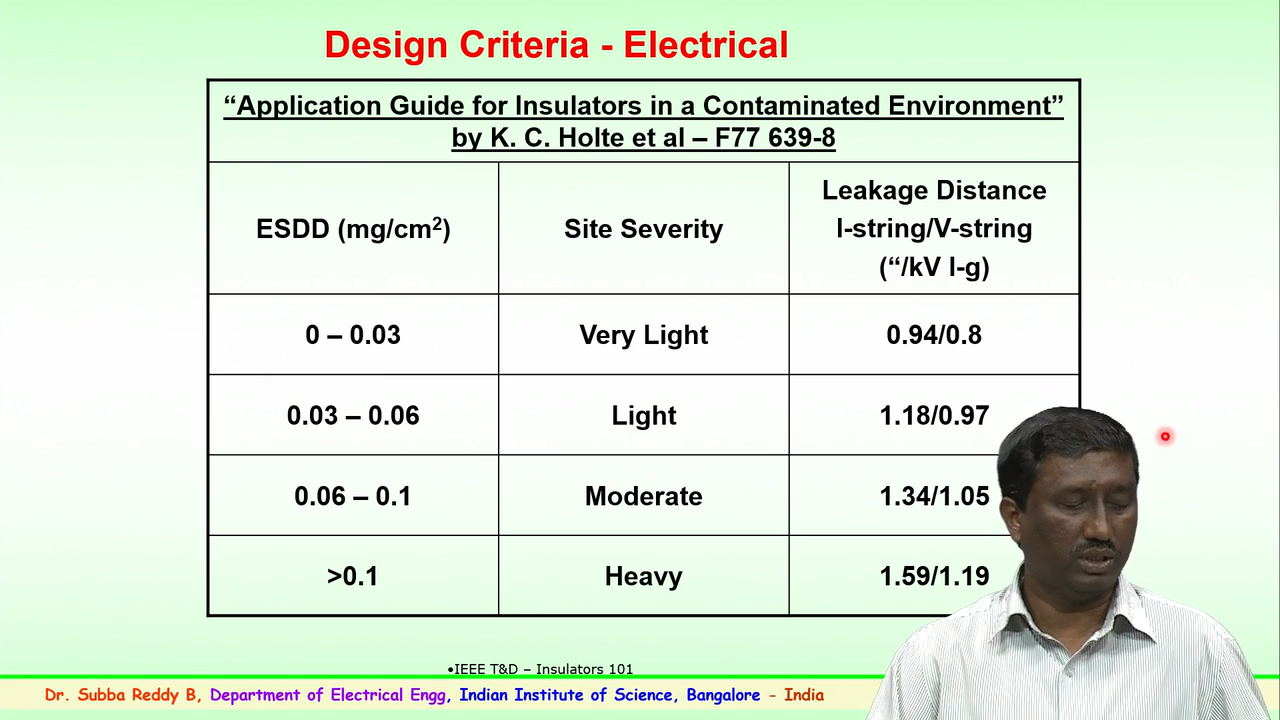 Design Criteria - Electrical
“Application Guide for Insulators in a Contaminated Environment”
by K. C. Holte et al – F77 639-8
ESDD (mg/cm²)
Site Severity
Leakage Distance
I-string/V-string
(“/kV l-g)
0 – 0.03
Very Light
0.94/0.8
0.03 – 0.06
Light
1.18/0.97
0.06 – 0.1
Moderate
1.34/1.05
>0.1
Heavy
1.59/1.19
•IEEE T&D – Insulators 101
Dr. Subba Reddy B, Department of Electrical Engg, Indian Institute of Science, Bangalore - India